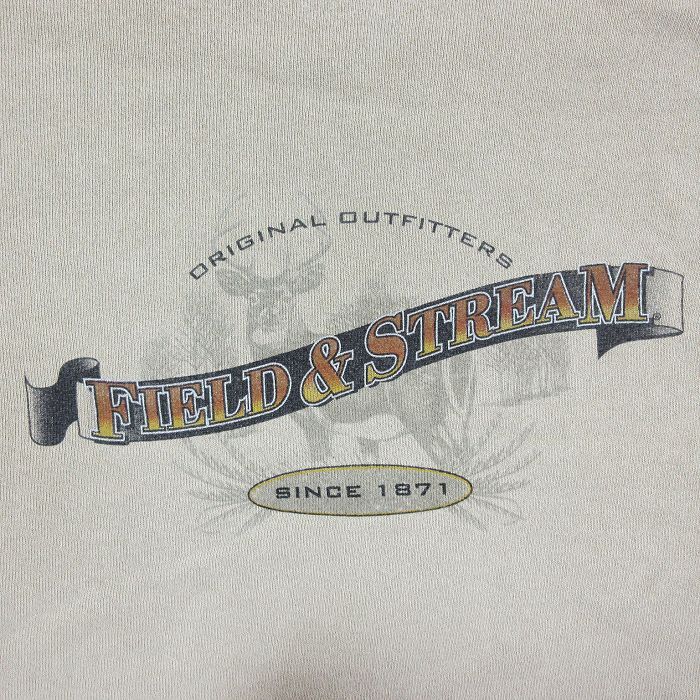 ORIGINAL OUTFITTERS
FIELD & STREAM®
SINCE 1871